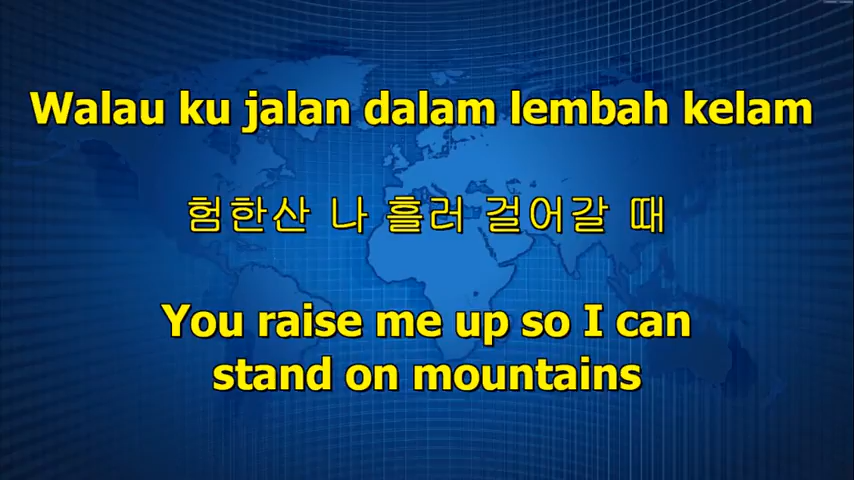 Walau ku jalan dalam lembah kelam
험한산 나 흘러 걸어갈 때
You raise me up so I can
stand on mountains